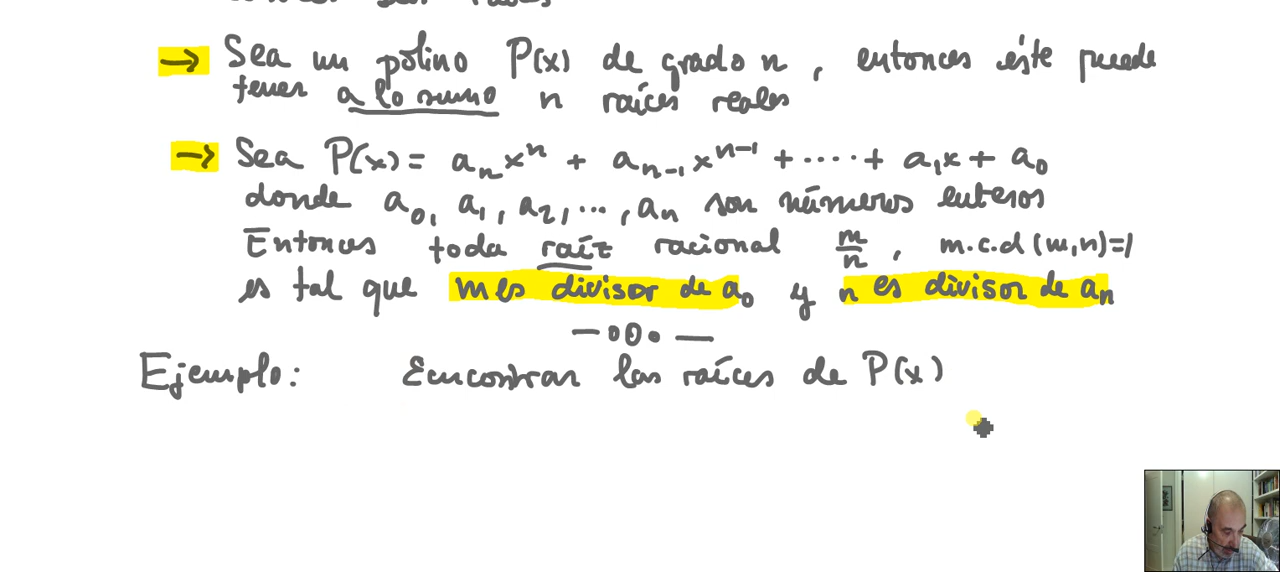 → Sea un polino P(x) de grado n, entonces éste puede
tener a lo sumo n raíces reales
→ Sea P(x) = aₙxⁿ + aₙ₋₁xⁿ⁻¹ + ····+ a₁x + a₀
donde a₀, a₁, a₂, ..., aₙ son números enteros
Entonces toda raíz racional m/n, m.c.d (m,n)=1
es tal que m es divisor de a₀ y n es divisor de aₙ
Ejemplo: Encontrar las raíces de P(x)